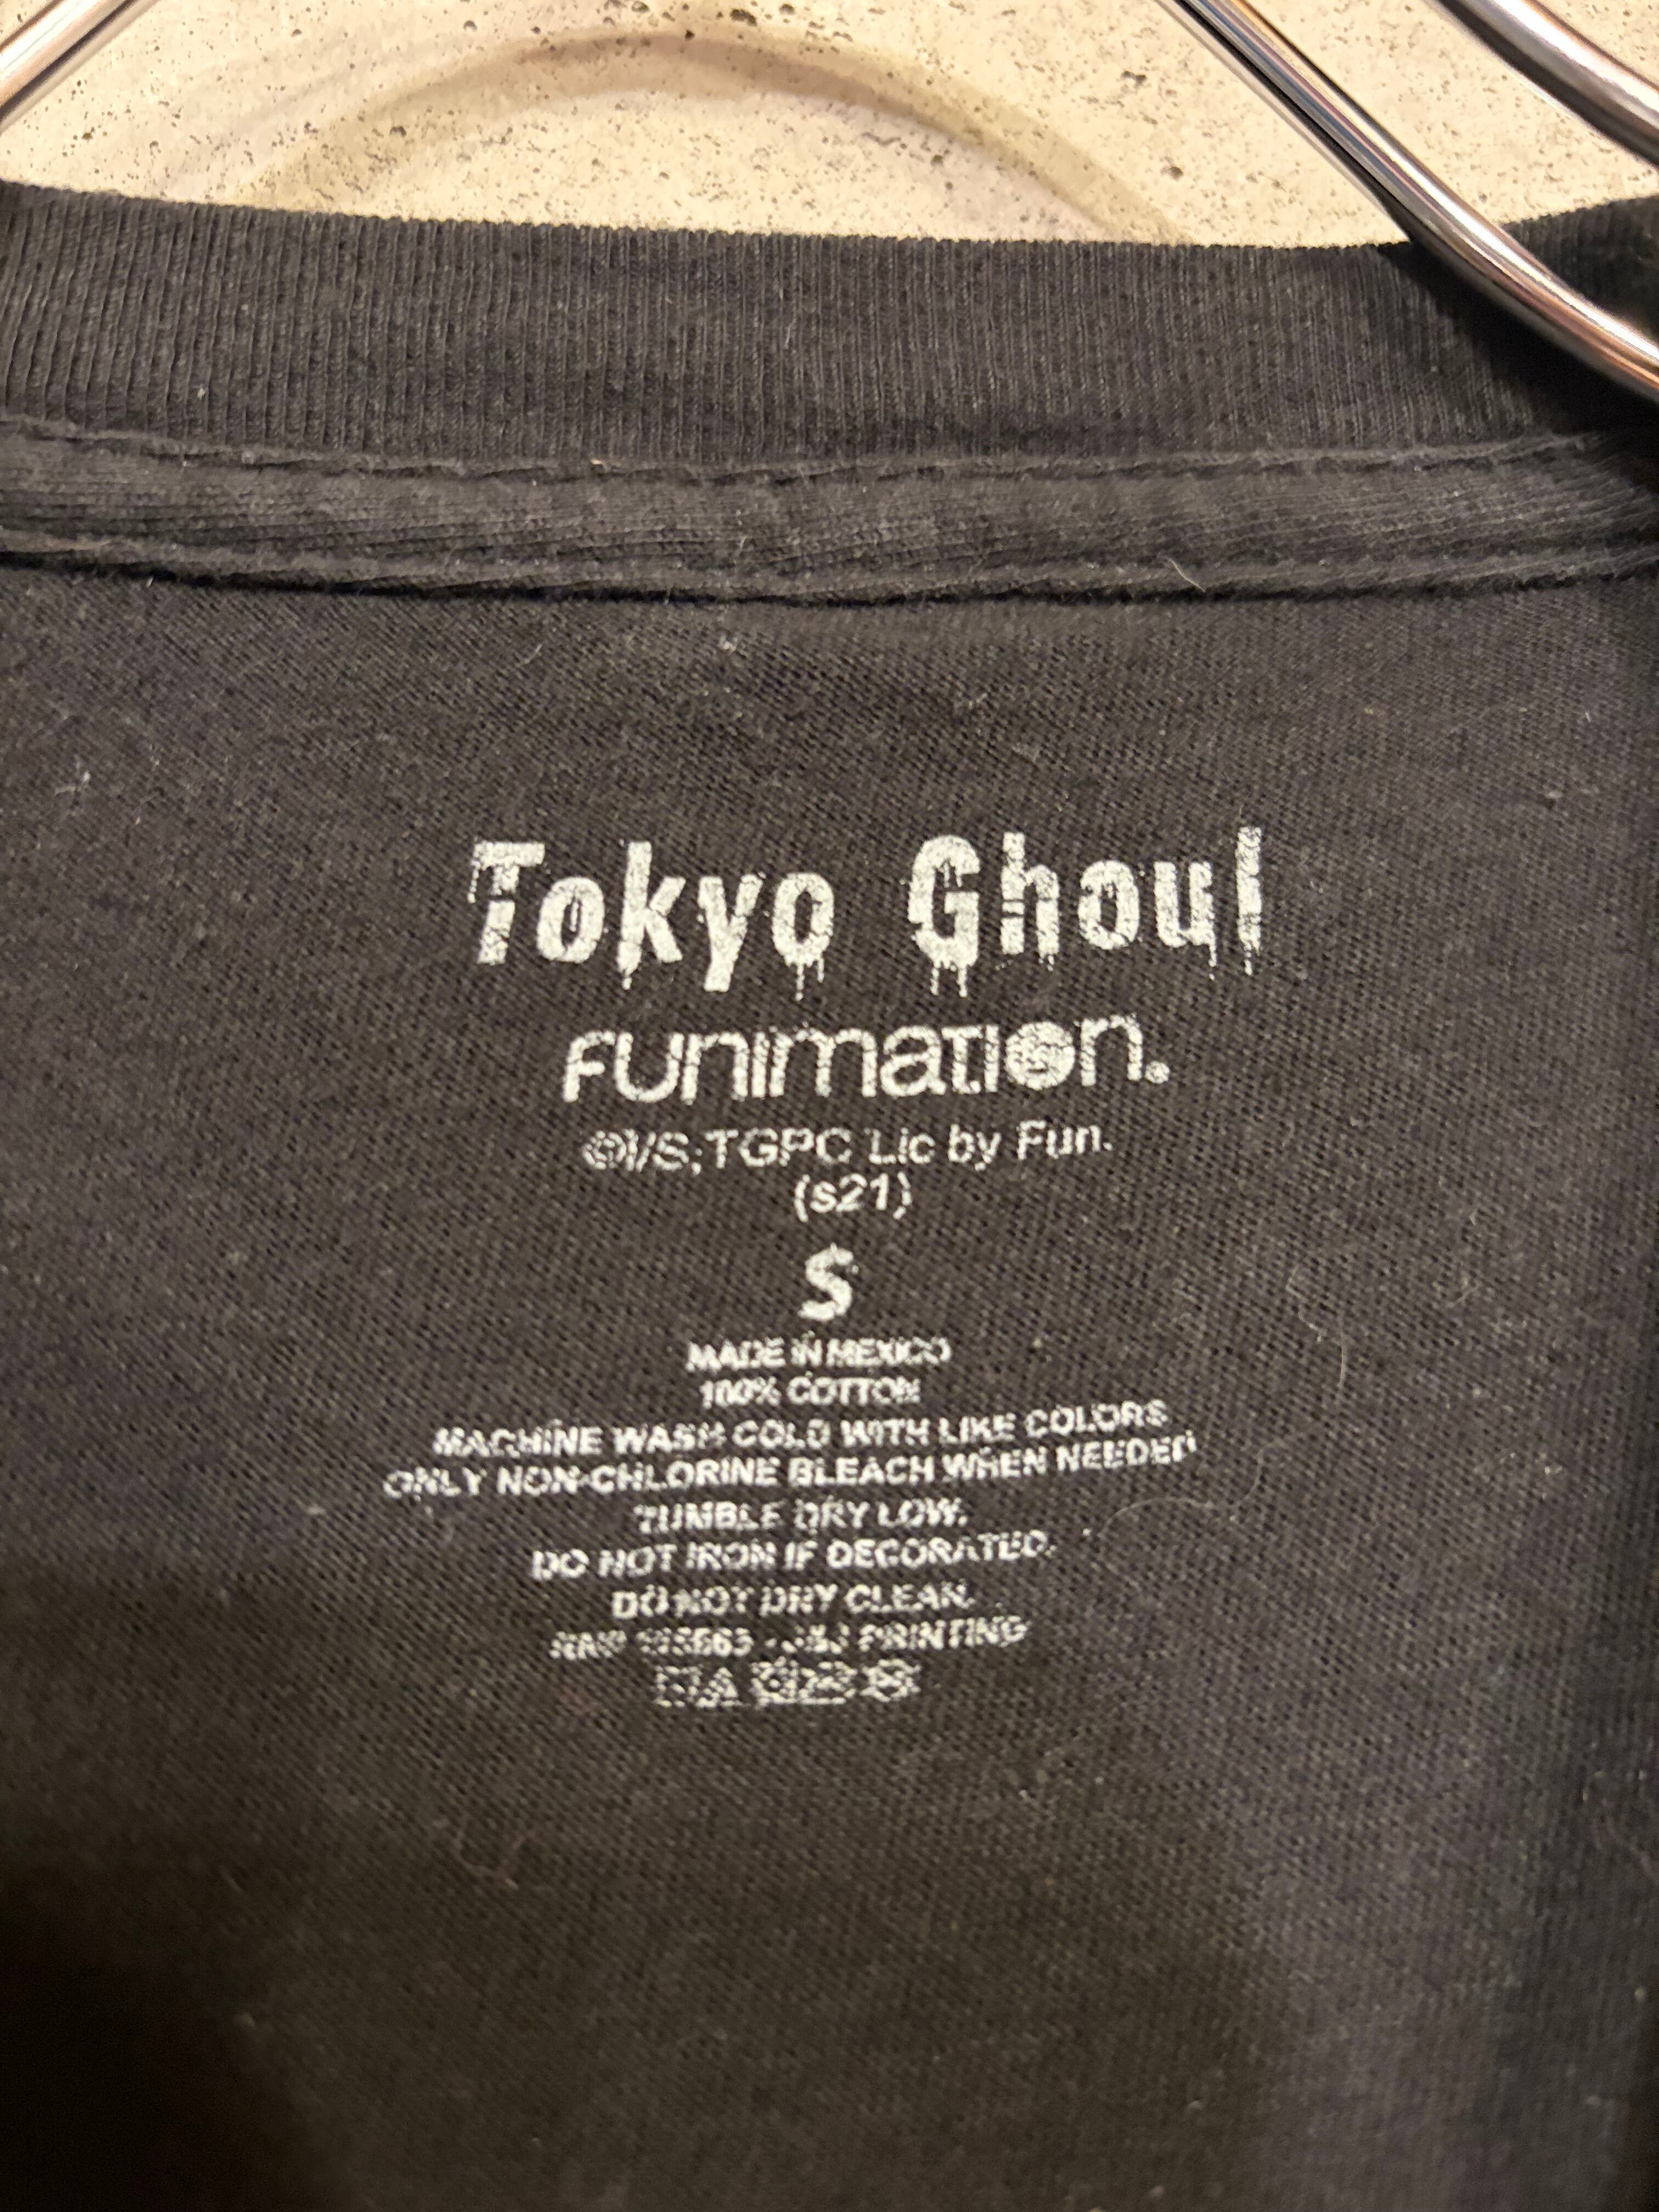 Tokyo Ghoul
FUNIMATION.
©I/S;TGPC Lic by Fun.
(s21)
S
MADE IN MEXICO
100% COTTON
MACHINE WASH COLD WITH LIKE COLORS
ONLY NON-CHLORINE BLEACH WHEN NEEDED
TUMBLE DRY LOW.
DO NOT IRON IF DECORATED.
DO NOT DRY CLEAN.
PRINTING